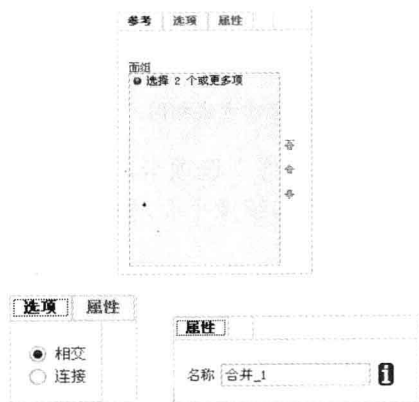 参考 选项 属性
面组
选择 2 个或更多项
选项 属性
相交
连接
属性
名称 合并_1